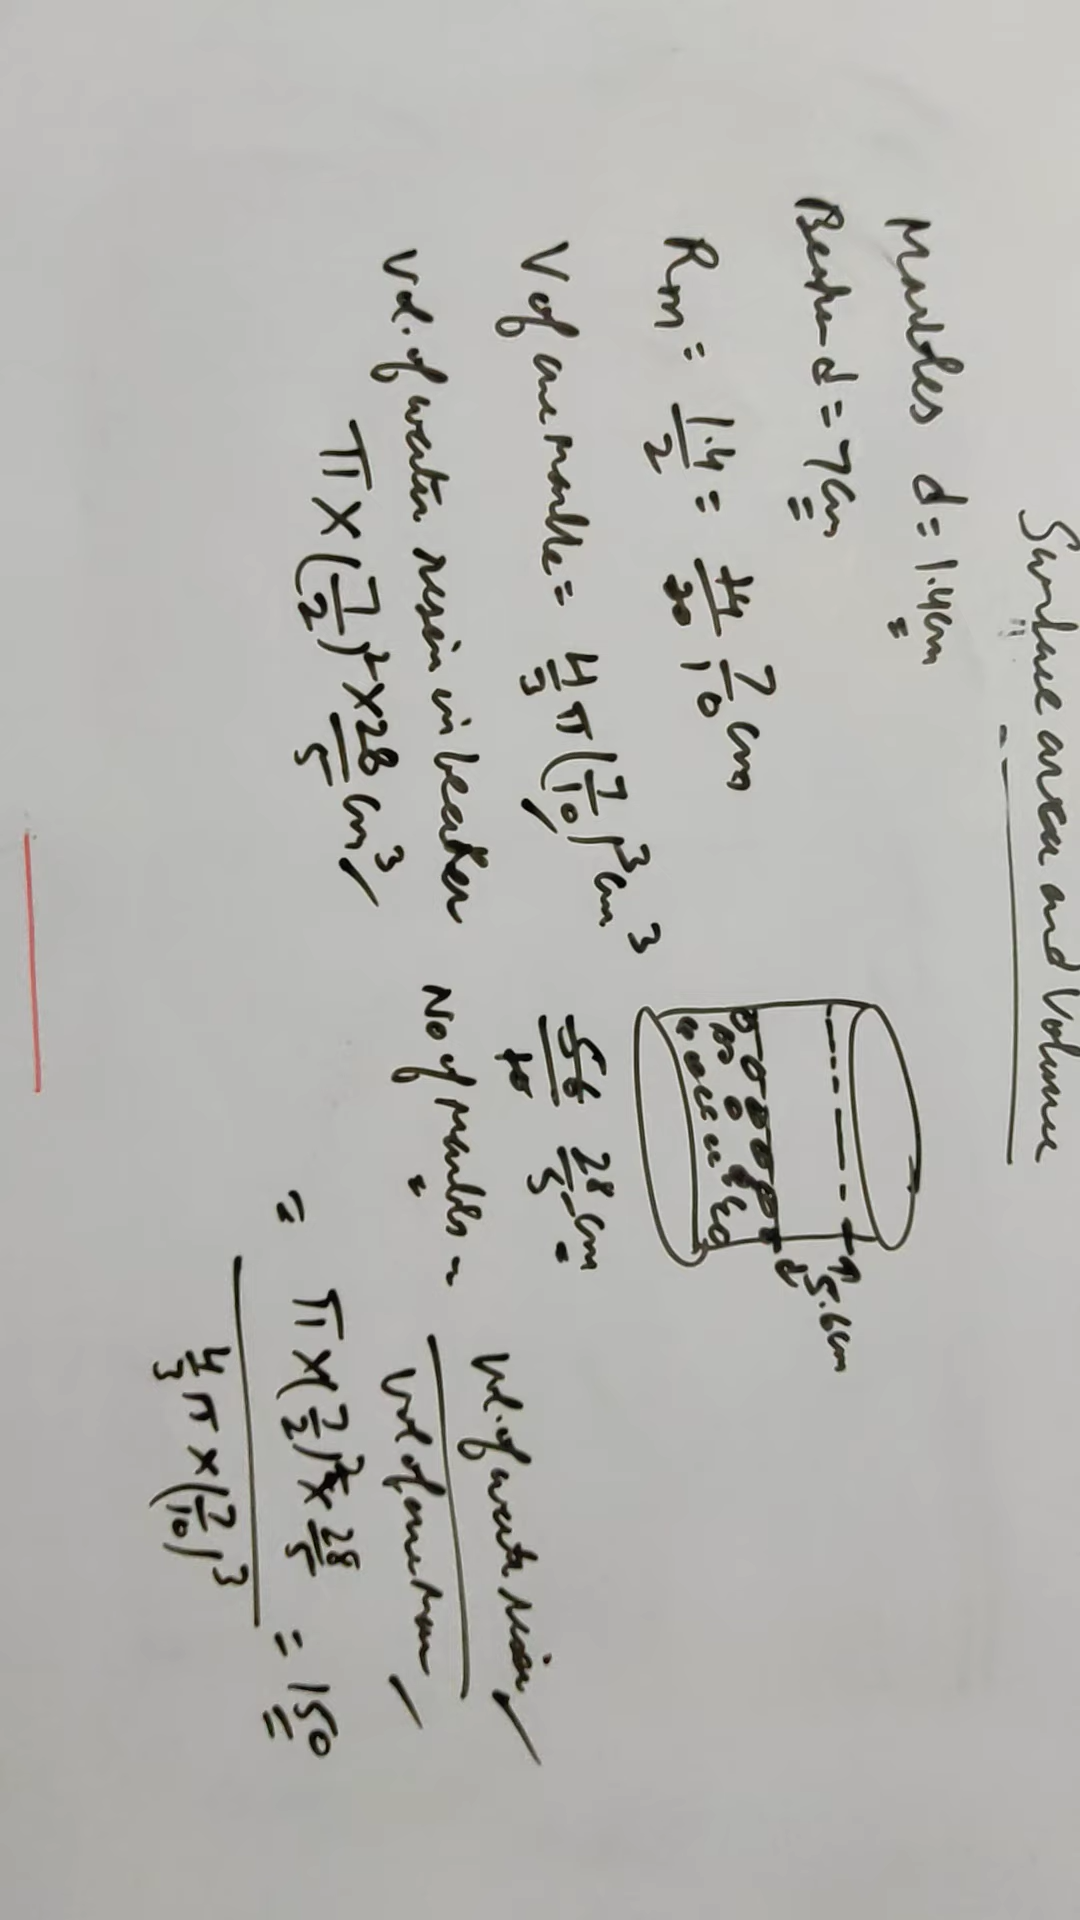 Surface area and Volume
Marbles d = 1.4cm
Beaker d = 7cm
Rm = 1.4/2 = 14/20 7/10 cm
5.6cm
V of one marble = 4/3 π (7/10)³ cm³
56/10 28/5 cm
Vol. of water risen in beaker
π × (7/2)² × 28/5 cm³
No of marbles = Vol. of water risen / Vol of one mar
= π × (7/2)² × 28/5 / 4/3 π × (7/10)³ = 150